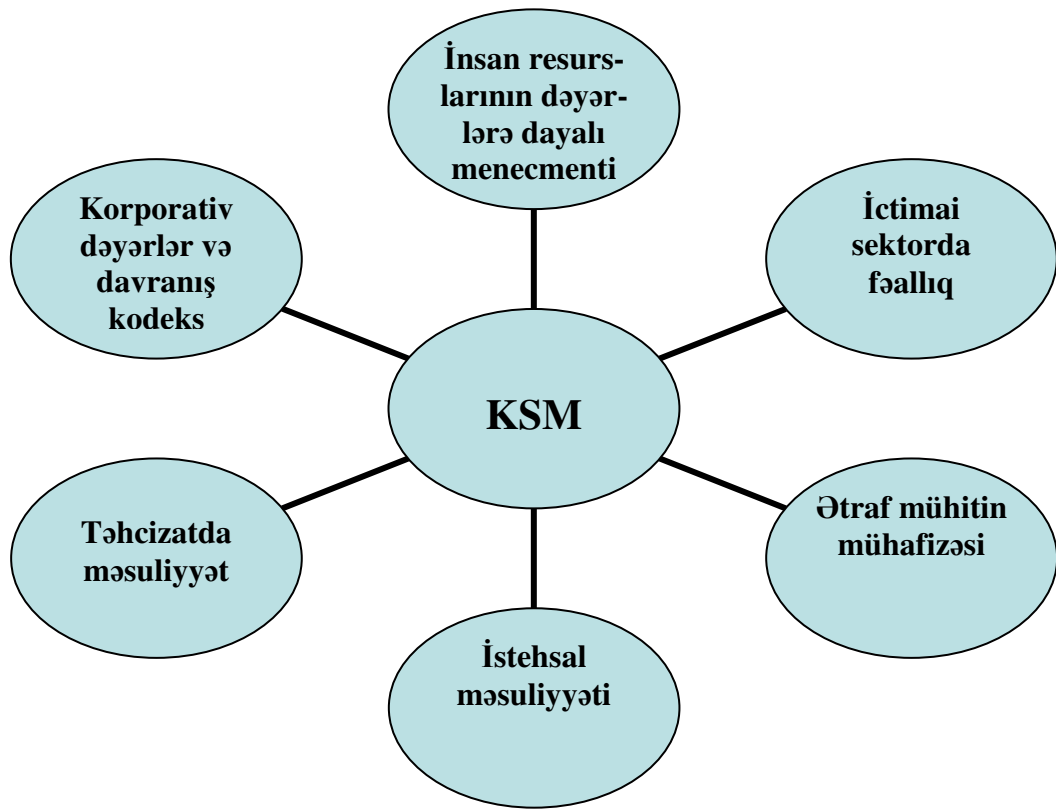 İnsan resurs-
larının dəyər-
lərə dayalı
menecmenti
Korporativ
dəyərlər və
davranış
kodeks
İctimai
sektorda
fəallıq
KSM
Təhcizatda
məsuliyyət
Ətraf mühitin
mühafizəsi
İstehsal
məsuliyyəti